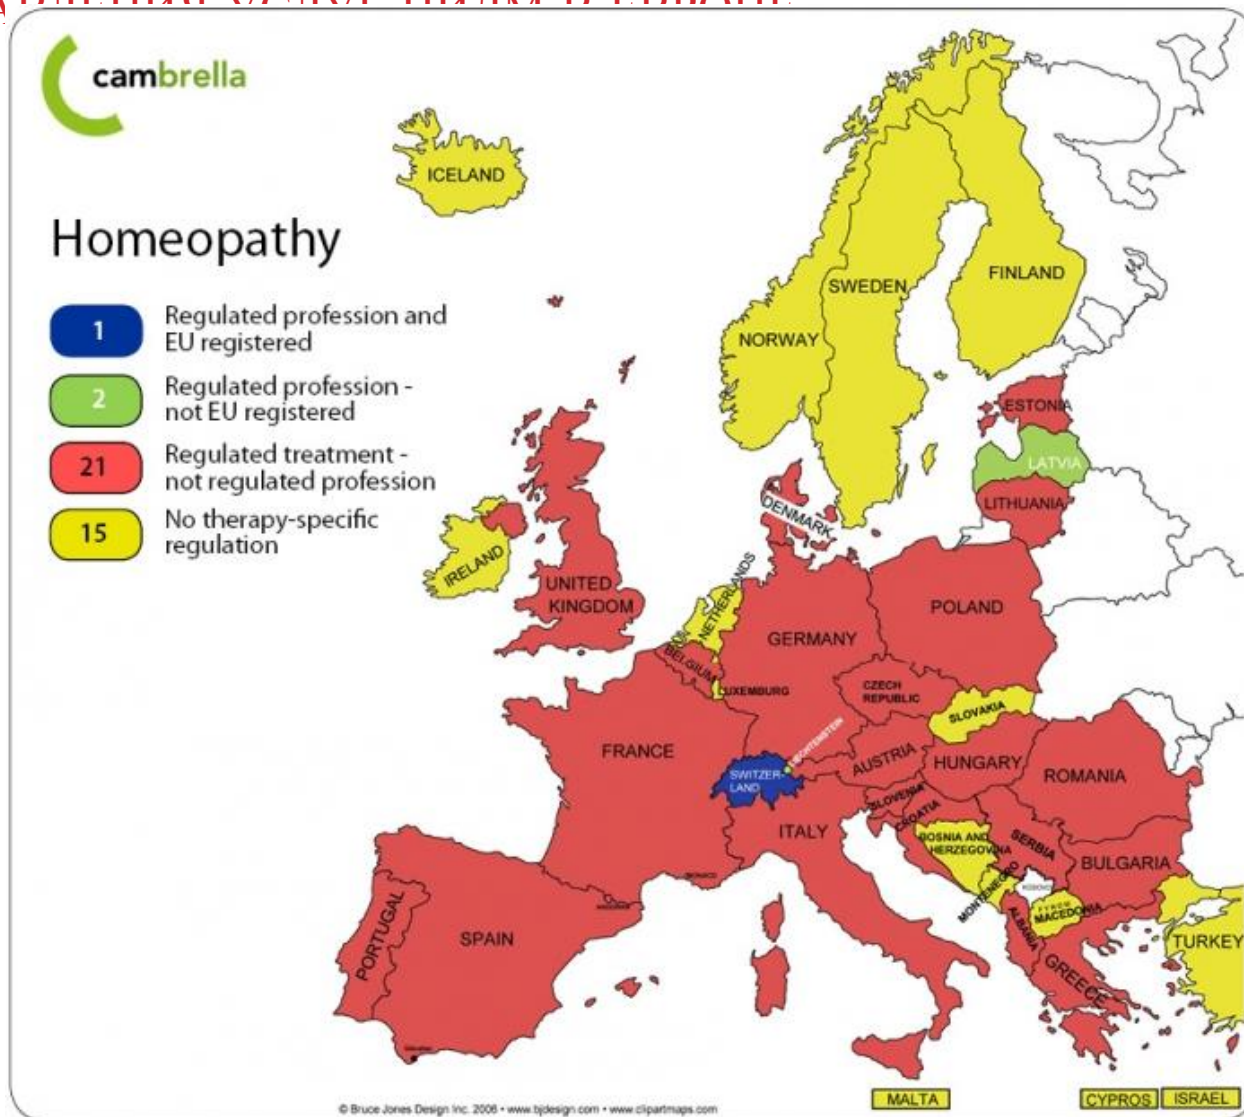 cambrella
Homeopathy
1 Regulated profession and
EU registered
2 Regulated profession -
not EU registered
21 Regulated treatment -
not regulated profession
15 No therapy-specific
regulation
ICELAND
NORWAY
SWEDEN
FINLAND
ESTONIA
LATVIA
LITHUANIA
DENMARK
IRELAND
UNITED
KINGDOM
NETHERLANDS
BELGIUM
LUXEMBURG
GERMANY
POLAND
CZECH
REPUBLIC
SLOVAKIA
FRANCE
SWITZER-
LAND
LIECHTENSTEIN
AUSTRIA
HUNGARY
ROMANIA
SLOVENIA
CROATIA
ITALY
BOSNIA AND
HERZEGOVINA
SERBIA
BULGARIA
MONTENEGRO
KOSOVO
FYROM
MACEDONIA
ALBANIA
GREECE
TURKEY
MONACO
PORTUGAL
SPAIN
MALTA
CYPROS
ISRAEL
© Bruce Jones Design Inc. 2006 • www.bjdesign.com • www.clipartmaps.com